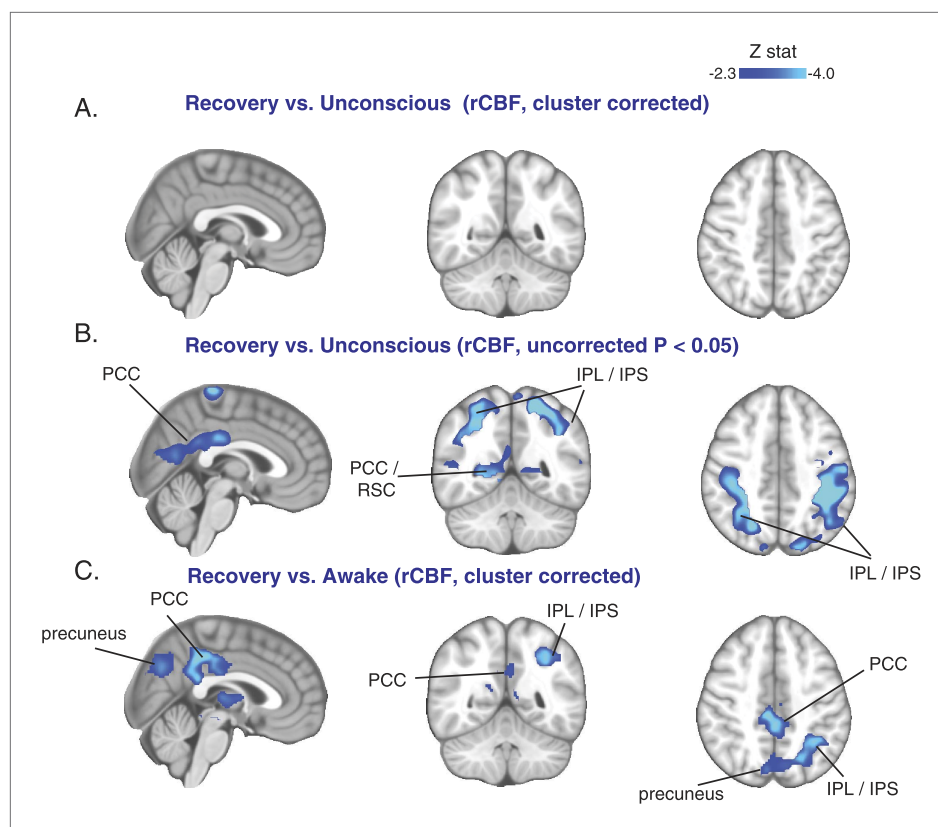 Z stat
-2.3 -4.0
A.
Recovery vs. Unconscious (rCBF, cluster corrected)
B.
Recovery vs. Unconscious (rCBF, uncorrected P < 0.05)
PCC
IPL / IPS
PCC /
RSC
IPL / IPS
C.
Recovery vs. Awake (rCBF, cluster corrected)
PCC
precuneus
IPL / IPS
PCC
PCC
precuneus
IPL / IPS